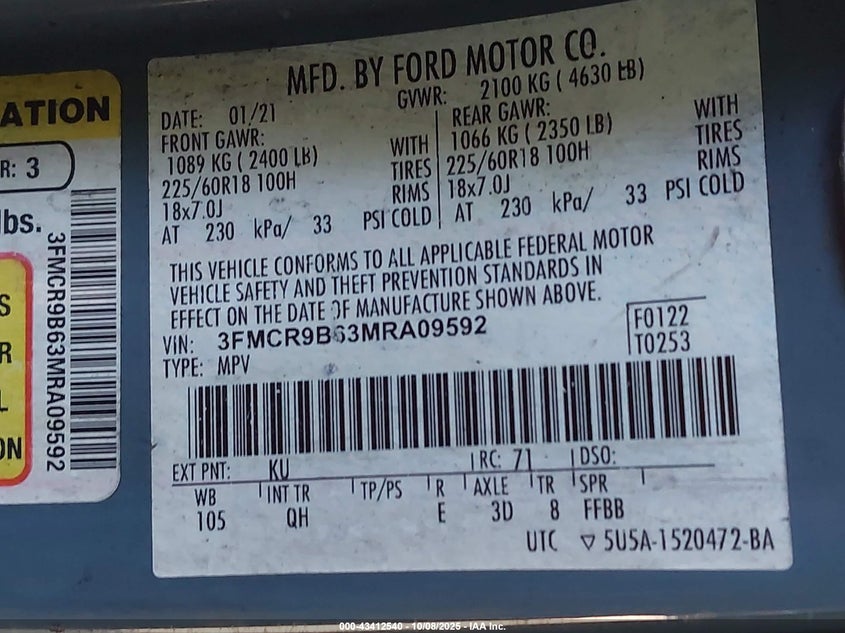 ATION
R: 3
lbs.
3FMCR9B63MRA09592
S
R
L
ON
MFD. BY FORD MOTOR CO.
DATE: 01/21 GVWR: 2100 KG ( 4630 LB)
FRONT GAWR: REAR GAWR:
1089 KG ( 2400 LB) WITH 1066 KG ( 2350 LB) WITH
225/60R18 100H TIRES 225/60R18 100H TIRES
18x7.0J RIMS 18x7.0J RIMS
AT 230 kPa/ 33 PSI COLD AT 230 kPa/ 33 PSI COLD
THIS VEHICLE CONFORMS TO ALL APPLICABLE FEDERAL MOTOR
VEHICLE SAFETY AND THEFT PREVENTION STANDARDS IN
EFFECT ON THE DATE OF MANUFACTURE SHOWN ABOVE.
VIN: 3FMCR9B63MRA09592
TYPE: MPV
F0122
T0253
EXT PNT: KU RC: 71 DSO:
WB INT TR TP/PS R AXLE TR SPR
105 QH E 3D 8 FFBB
UTC ▽ 5U5A-1520472-BA
000-43412540 - 10/08/2025 - IAA Inc.